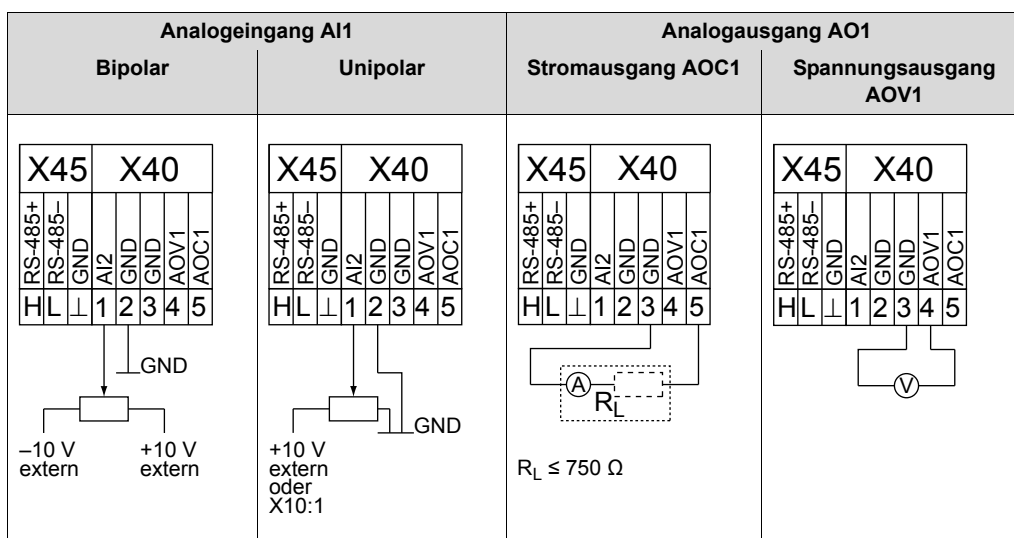 Analogeingang AI1
Analogausgang AO1
Bipolar
Unipolar
Stromausgang AOC1
Spannungsausgang
AOV1
X45 X40
RS-485+ RS-485– GND AI2 GND GND AOV1 AOC1
H L ⊥ 1 2 3 4 5
GND
–10 V
extern
+10 V
extern
X45 X40
RS-485+ RS-485– GND AI2 GND GND AOV1 AOC1
H L ⊥ 1 2 3 4 5
GND
+10 V
extern
oder
X10:1
X45 X40
RS-485+ RS-485– GND AI2 GND GND AOV1 AOC1
H L ⊥ 1 2 3 4 5
A
RL
RL ≤ 750 Ω
X45 X40
RS-485+ RS-485– GND AI2 GND GND AOV1 AOC1
H L ⊥ 1 2 3 4 5
V